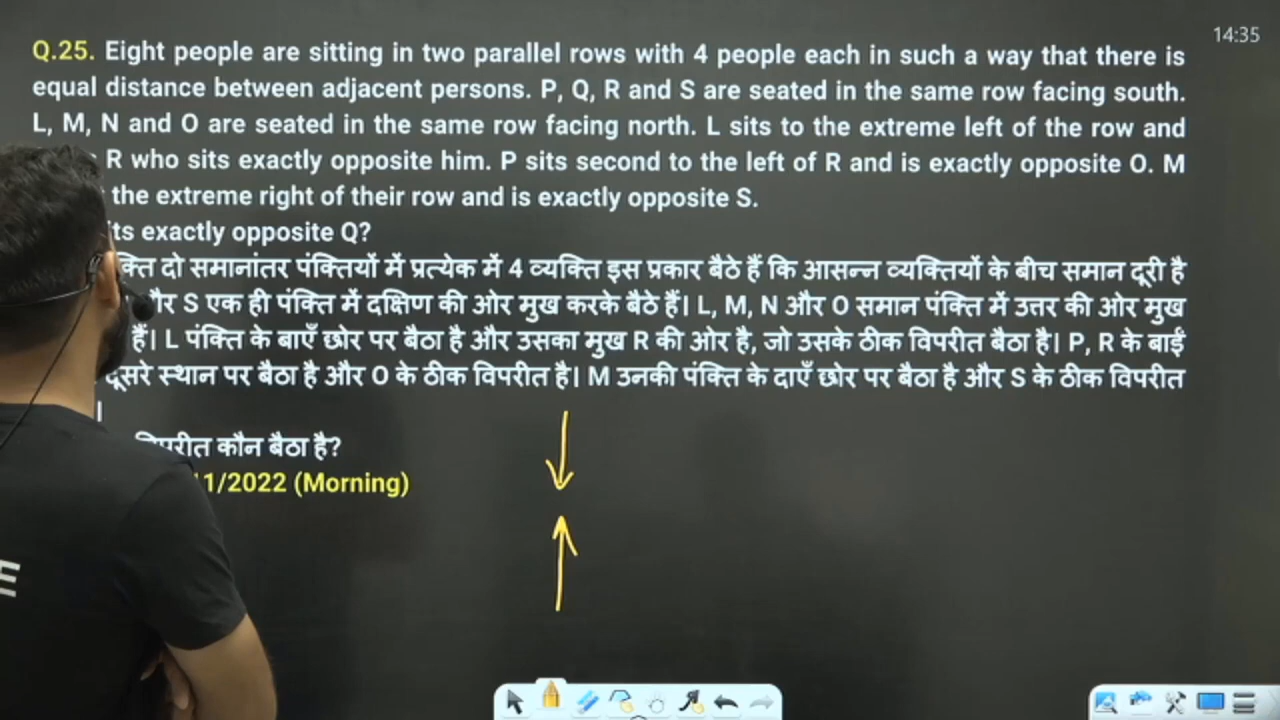 14:35
Q.25. Eight people are sitting in two parallel rows with 4 people each in such a way that there is
equal distance between adjacent persons. P, Q, R and S are seated in the same row facing south.
L, M, N and O are seated in the same row facing north. L sits to the extreme left of the row and
R who sits exactly opposite him. P sits second to the left of R and is exactly opposite O. M
the extreme right of their row and is exactly opposite S.
exactly opposite Q?
दो समानांतर पंक्तियों में प्रत्येक में 4 व्यक्ति इस प्रकार बैठे हैं कि आसन्न व्यक्तियों के बीच समान दूरी है
S एक ही पंक्ति में दक्षिण की ओर मुख करके बैठे हैं। L, M, N और O समान पंक्ति में उत्तर की ओर मुख
हैं। L पंक्ति के बाएँ छोर पर बैठा है और उसका मुख R की ओर है, जो उसके ठीक विपरीत बैठा है। P, R के बाईं
दूसरे स्थान पर बैठा है और O के ठीक विपरीत है। M उनकी पंक्ति के दाएँ छोर पर बैठा है और S के ठीक विपरीत
।
विपरीत कौन बैठा है?
11/2022 (Morning)
E